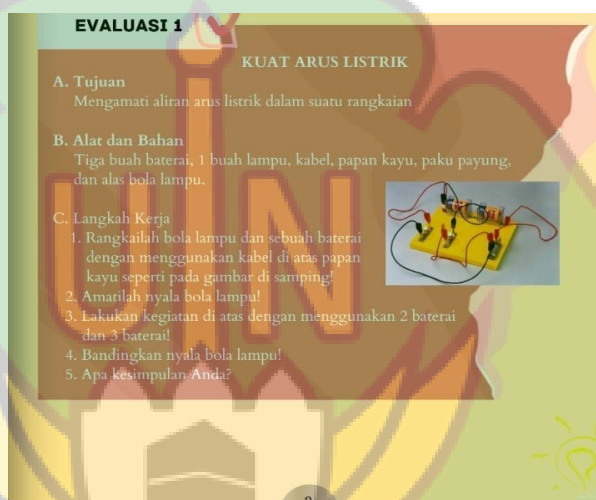 EVALUASI 1
KUAT ARUS LISTRIK
A. Tujuan
Mengamati aliran arus listrik dalam suatu rangkaian
B. Alat dan Bahan
Tiga buah baterai, 1 buah lampu, kabel, papan kayu, paku payung,
dan alas bola lampu.
C. Langkah Kerja
1. Rangkailah bola lampu dan sebuah baterai
dengan menggunakan kabel di atas papan
kayu seperti pada gambar di samping!
2. Amatilah nyala bola lampu!
3. Lakukan kegiatan di atas dengan menggunakan 2 baterai
dan 3 baterai!
4. Bandingkan nyala bola lampu!
5. Apa kesimpulan Anda?
UIN